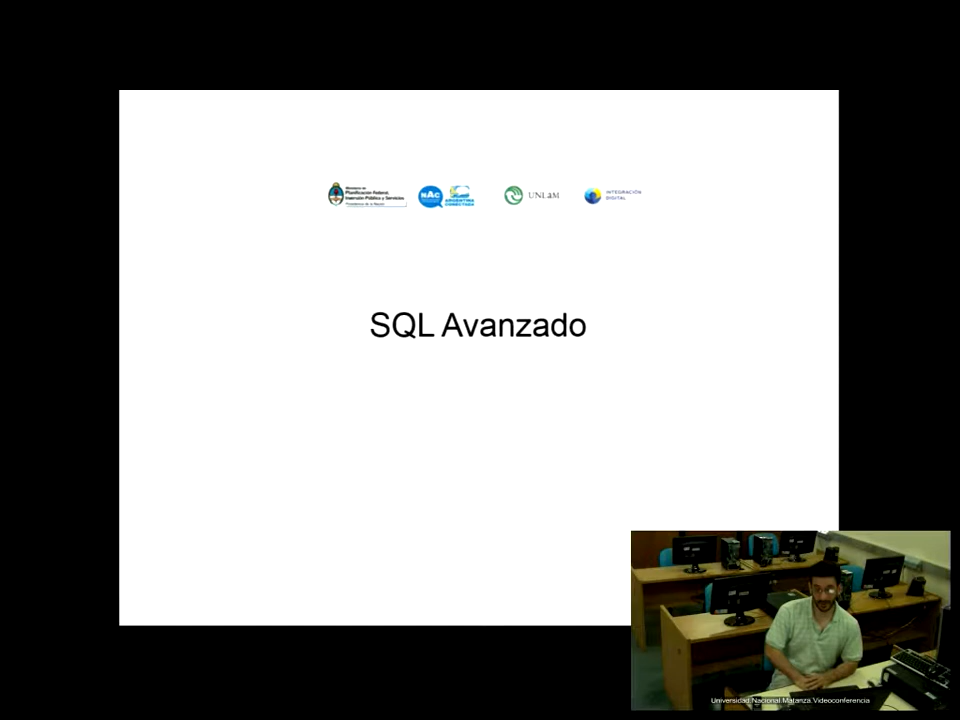 Ministerio de
Planificación Federal,
Inversión Pública y Servicios
Presidencia de la Nación
NAC
ARGENTINA
CONECTADA
UNLaM
INTEGRACIÓN
DIGITAL
SQL Avanzado
Universidad.Nacional.Matanza.Videoconferencia